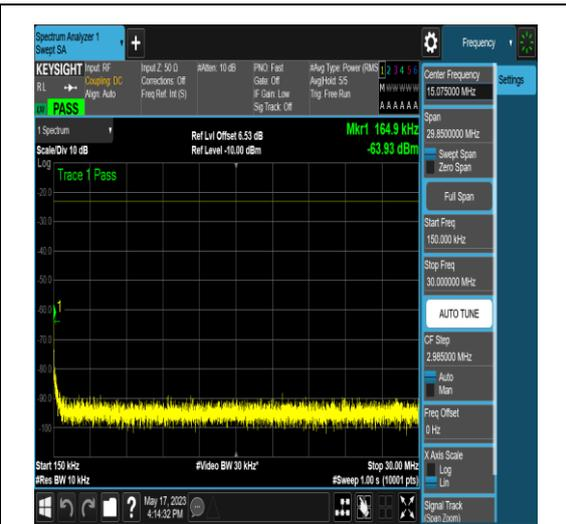 Spectrum Analyzer 1
Swept SA
Frequency
KEYSIGHT
RL
Input: RF
Coupling: DC
Align: Auto
Input Z: 50 Ω
Corrections: Off
Freq Ref: Int (S)
#Atten: 10 dB
PNO: Fast
Gate: Off
IF Gain: Low
Sig Track: Off
#Avg Type: Power (RMS
Avg|Hold: 5/5
Trig: Free Run
1 2 3 4 5 6
M W W W W W
A A A A A A
PASS
1 Spectrum
Scale/Div 10 dB
Ref Lvl Offset 6.53 dB
Ref Level -10.00 dBm
Mkr1 164.9 kHz
-63.93 dBm
Log
Trace 1 Pass
-20.0
-30.0
-40.0
-50.0
-60.0
-70.0
-80.0
-90.0
-100
1
Start 150 kHz
#Res BW 10 kHz
#Video BW 30 kHz*
Stop 30.00 MHz
#Sweep 1.00 s (10001 pts)
May 17, 2023
4:14:32 PM
Center Frequency
15.075000 MHz
Settings
Span
29.8500000 MHz
Swept Span
Zero Span
Full Span
Start Freq
150.000 kHz
Stop Freq
30.000000 MHz
AUTO TUNE
CF Step
2.985000 MHz
Auto
Man
Freq Offset
0 Hz
X Axis Scale
Log
Lin
Signal Track
(Span Zoom)